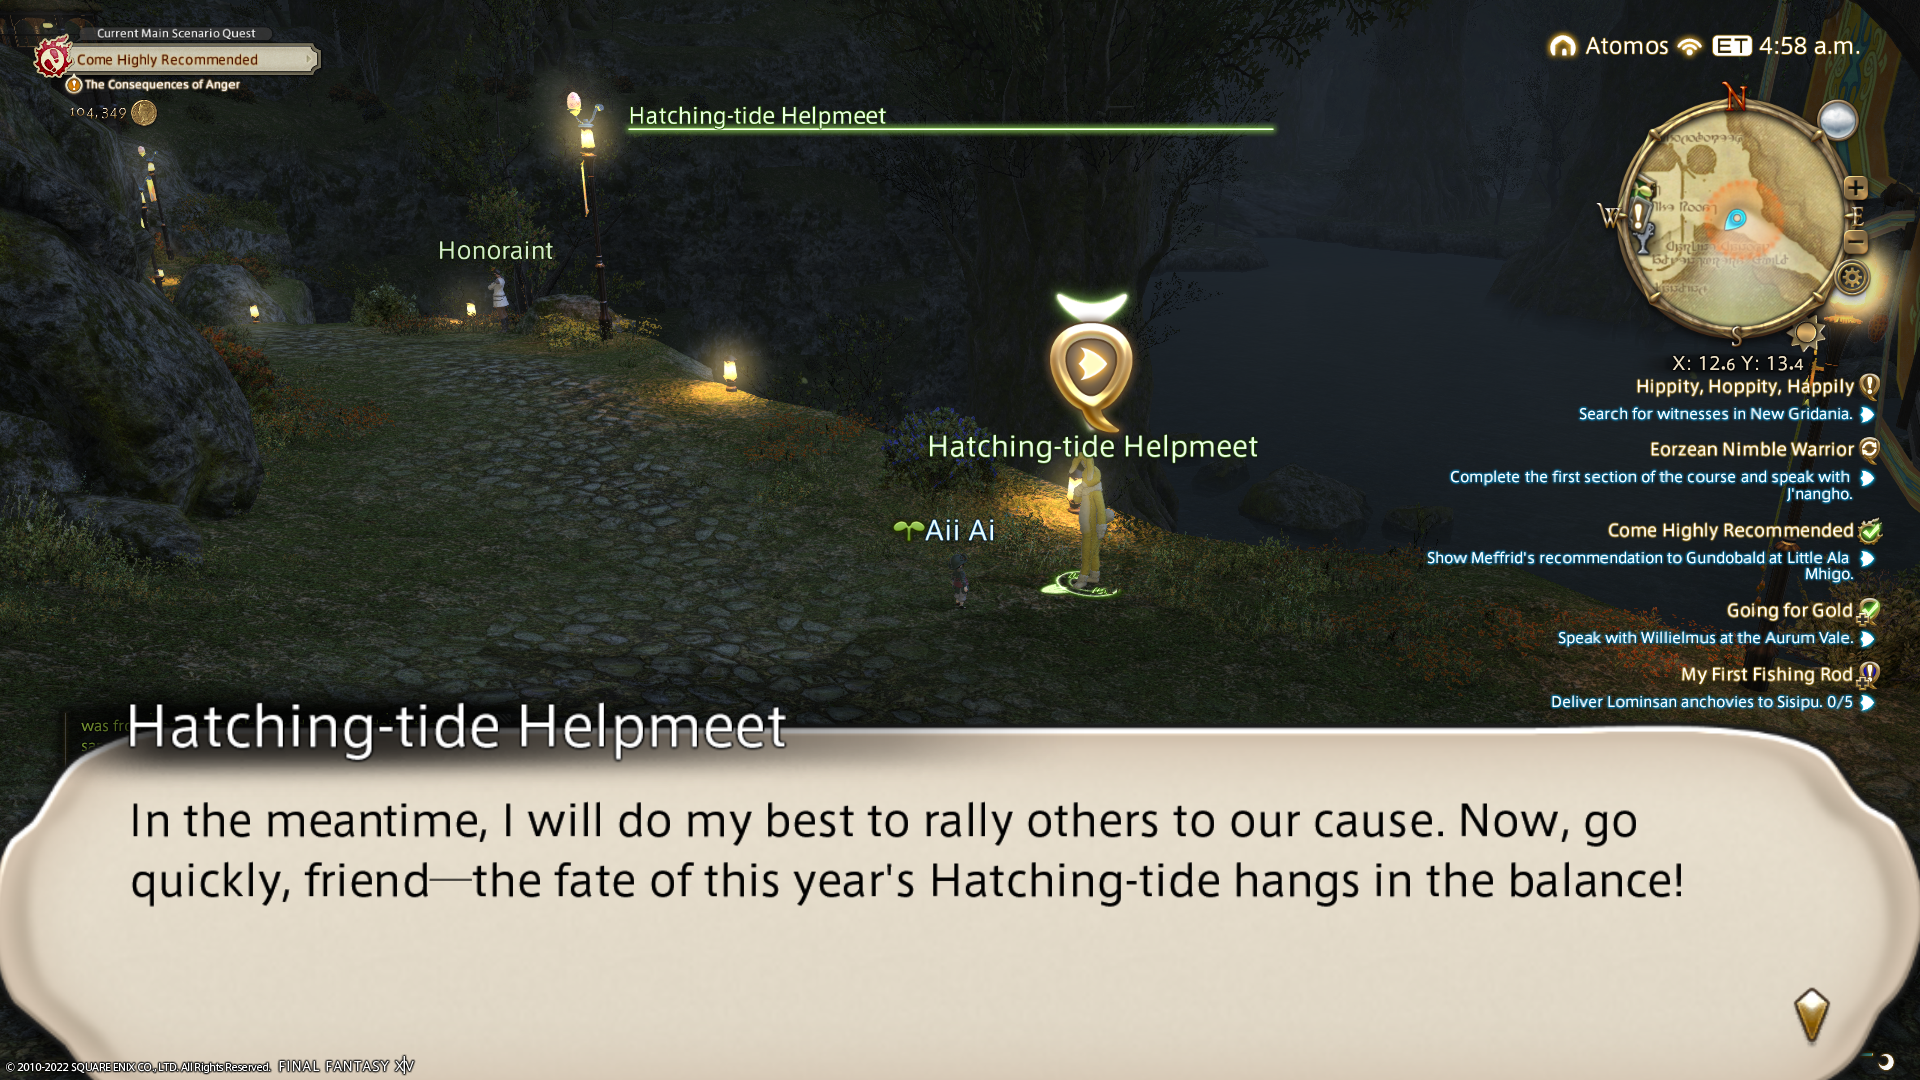 Current Main Scenario Quest
Come Highly Recommended
The Consequences of Anger
104,349
Hatching-tide Helpmeet
Atomos ET 4:58 a.m.
N
W
E
S
X: 12.6 Y: 13.4
Honoraint
Hatching-tide Helpmeet
Aii Ai
Hippity, Hoppity, Happily
Search for witnesses in New Gridania.
Eorzean Nimble Warrior
Complete the first section of the course and speak with
J'nangho.
Come Highly Recommended
Show Meffrid's recommendation to Gundobald at Little Ala
Mhigo.
Going for Gold
Speak with Willielmus at the Aurum Vale.
My First Fishing Rod
Deliver Lominsan anchovies to Sisipu. 0/5
was
Hatching-tide Helpmeet
In the meantime, I will do my best to rally others to our cause. Now, go
quickly, friend—the fate of this year's Hatching-tide hangs in the balance!
© 2010-2022 SQUARE ENIX CO., LTD. All Rights Reserved. FINAL FANTASY XIV